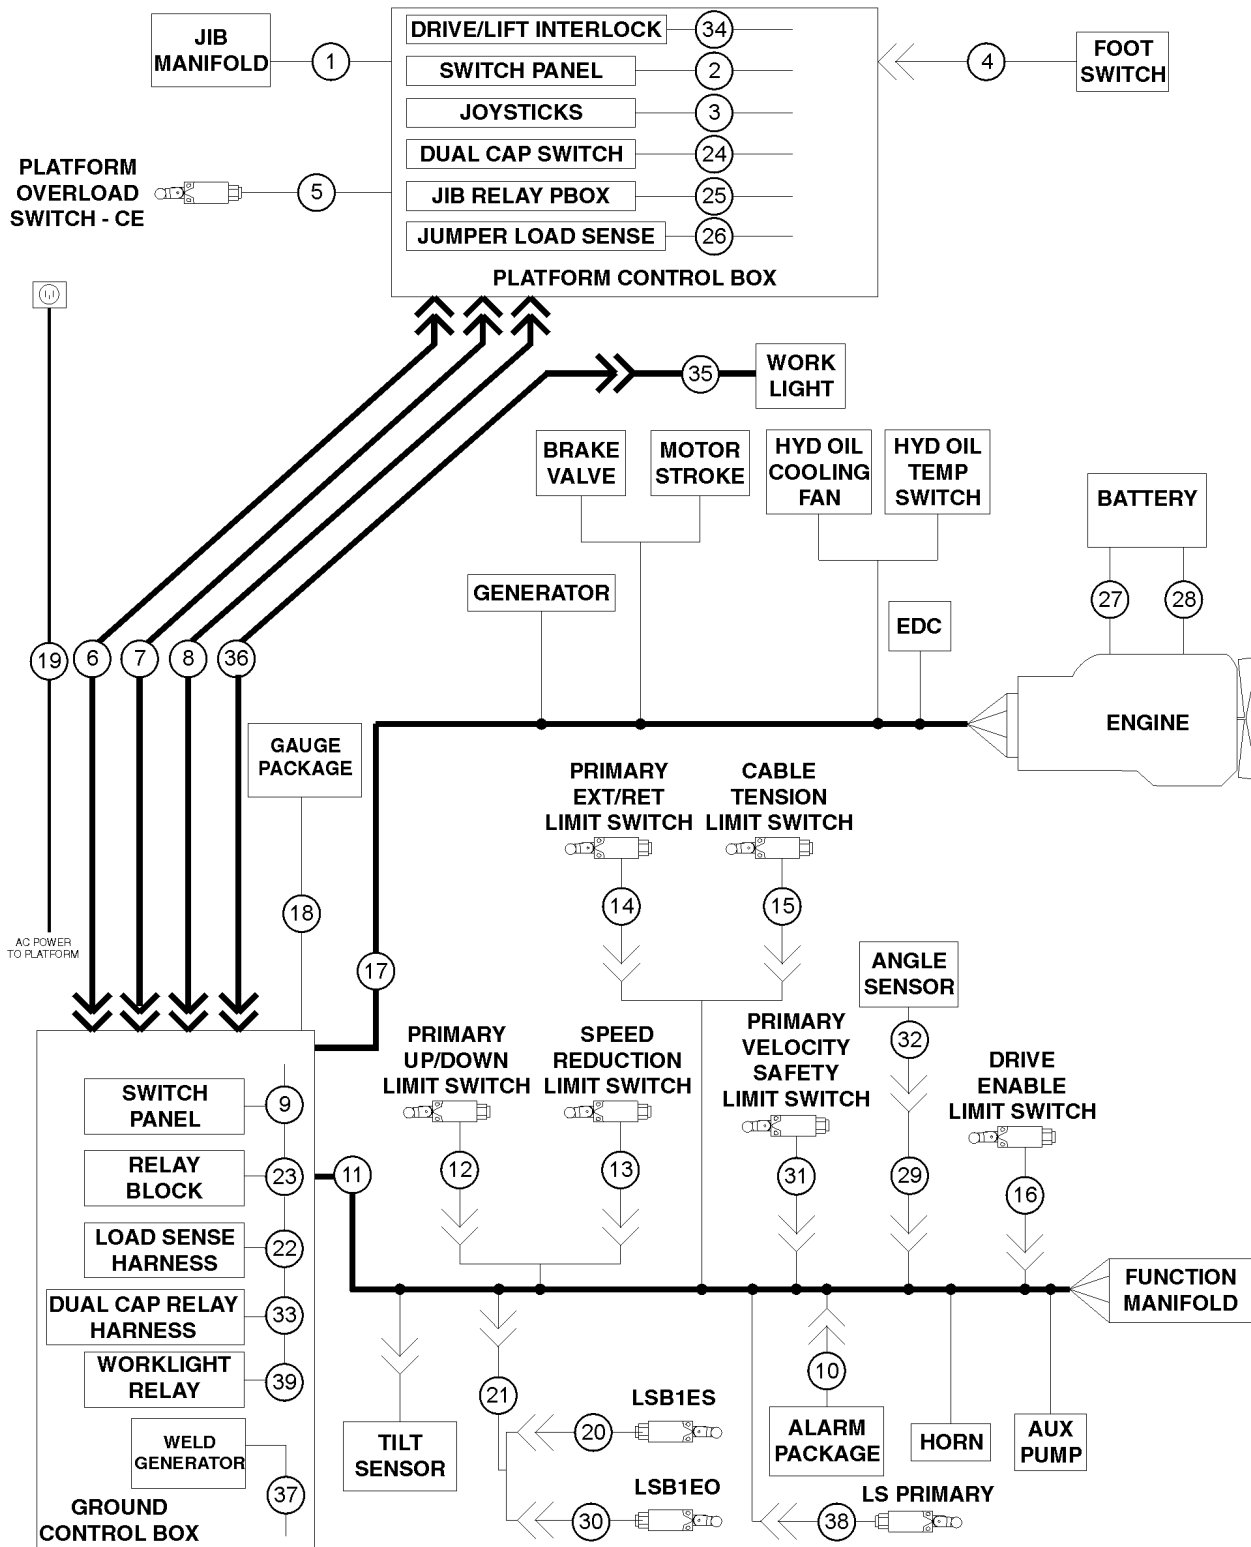 JIB
MANIFOLD
1
DRIVE/LIFT INTERLOCK
34
SWITCH PANEL
2
JOYSTICKS
3
DUAL CAP SWITCH
24
JIB RELAY PBOX
25
JUMPER LOAD SENSE
26
PLATFORM CONTROL BOX
4
FOOT
SWITCH
PLATFORM
OVERLOAD
SWITCH - CE
5
35
WORK
LIGHT
BRAKE
VALVE
MOTOR
STROKE
HYD OIL
COOLING
FAN
HYD OIL
TEMP
SWITCH
BATTERY
27
28
GENERATOR
EDC
19
6
7
8
36
ENGINE
GAUGE
PACKAGE
18
17
AC POWER
TO PLATFORM
PRIMARY
EXT/RET
LIMIT SWITCH
14
CABLE
TENSION
LIMIT SWITCH
15
ANGLE
SENSOR
32
29
PRIMARY
UP/DOWN
LIMIT SWITCH
12
SPEED
REDUCTION
LIMIT SWITCH
13
PRIMARY
VELOCITY
SAFETY
LIMIT SWITCH
31
DRIVE
ENABLE
LIMIT SWITCH
16
SWITCH
PANEL
9
RELAY
BLOCK
23
11
LOAD SENSE
HARNESS
22
DUAL CAP RELAY
HARNESS
33
WORKLIGHT
RELAY
39
WELD
GENERATOR
37
GROUND
CONTROL BOX
FUNCTION
MANIFOLD
TILT
SENSOR
21
LSB1ES
20
LSB1EO
30
10
ALARM
PACKAGE
HORN
AUX
PUMP
LS PRIMARY
38